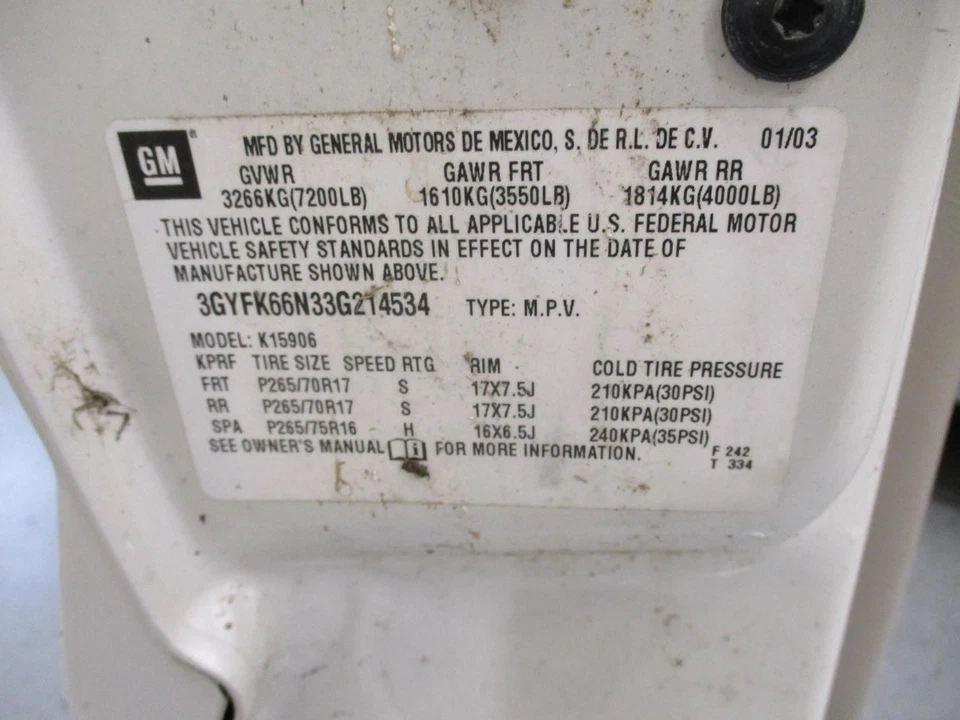 GM ®
MFD BY GENERAL MOTORS DE MEXICO, S. DE R.L. DE C.V. 01/03
GVWR GAWR FRT GAWR RR
3266KG(7200LB) 1610KG(3550LB) 1814KG(4000LB)
THIS VEHICLE CONFORMS TO ALL APPLICABLE U.S. FEDERAL MOTOR
VEHICLE SAFETY STANDARDS IN EFFECT ON THE DATE OF
MANUFACTURE SHOWN ABOVE.
3GYFK66N33G214534 TYPE: M.P.V.
MODEL: K15906
KPRF TIRE SIZE SPEED RTG RIM COLD TIRE PRESSURE
FRT P265/70R17 S 17X7.5J 210KPA(30PSI)
RR P265/70R17 S 17X7.5J 210KPA(30PSI)
SPA P265/75R16 H 16X6.5J 240KPA(35PSI)
SEE OWNER'S MANUAL i FOR MORE INFORMATION. F 242
T 334